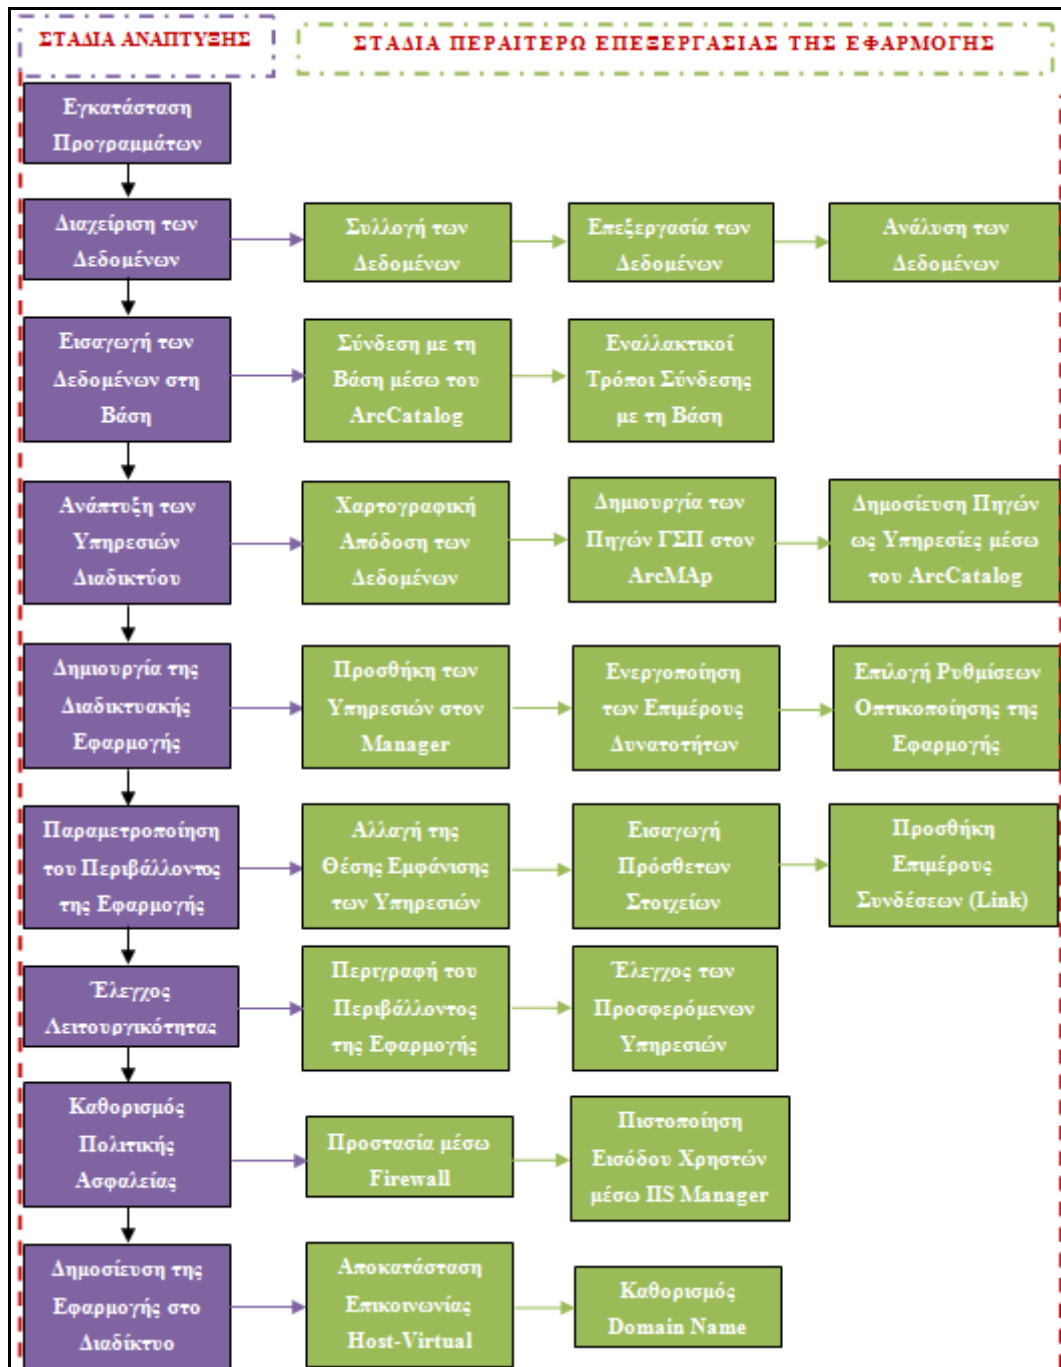 ΣΤΑΔΙΑ ΑΝΑΠΤΥΞΗΣ
ΣΤΑΔΙΑ ΠΕΡΑΙΤΕΡΩ ΕΠΕΞΕΡΓΑΣΙΑΣ ΤΗΣ ΕΦΑΡΜΟΓΗΣ
Εγκατάσταση
Προγραμμάτων
Διαχείριση των
Δεδομένων
Συλλογή των
Δεδομένων
Επεξεργασία των
Δεδομένων
Ανάλυση των
Δεδομένων
Εισαγωγή των
Δεδομένων στη
Βάση
Σύνδεση με τη
Βάση μέσω του
ArcCatalog
Εναλλακτικοί
Τρόποι Σύνδεσης
με τη Βάση
Ανάπτυξη των
Υπηρεσιών
Διαδικτύου
Χαρτογραφική
Απόδοση των
Δεδομένων
Δημιουργία των
Πηγών ΓΣΠ στον
ArcMAp
Δημοσίευση Πηγών
ως Υπηρεσίες μέσω
του ArcCatalog
Δημιουργία της
Διαδικτυακής
Εφαρμογής
Προσθήκη των
Υπηρεσιών στον
Manager
Ενεργοποίηση
των Επιμέρους
Δυνατοτήτων
Επιλογή Ρυθμίσεων
Οπτικοποίησης της
Εφαρμογής
Παραμετροποίηση
του Περιβάλλοντος
της Εφαρμογής
Αλλαγή της
Θέσης Εμφάνισης
των Υπηρεσιών
Εισαγωγή
Πρόσθετων
Στοιχείων
Προσθήκη
Επιμέρους
Συνδέσεων (Link)
Έλεγχος
Λειτουργικότητας
Περιγραφή του
Περιβάλλοντος
της Εφαρμογής
Έλεγχος των
Προσφερόμενων
Υπηρεσιών
Καθορισμός
Πολιτικής
Ασφαλείας
Προστασία μέσω
Firewall
Πιστοποίηση
Εισόδου Χρηστών
μέσω IIS Manager
Δημοσίευση της
Εφαρμογής στο
Διαδίκτυο
Αποκατάσταση
Επικοινωνίας
Host-Virtual
Καθορισμός
Domain Name